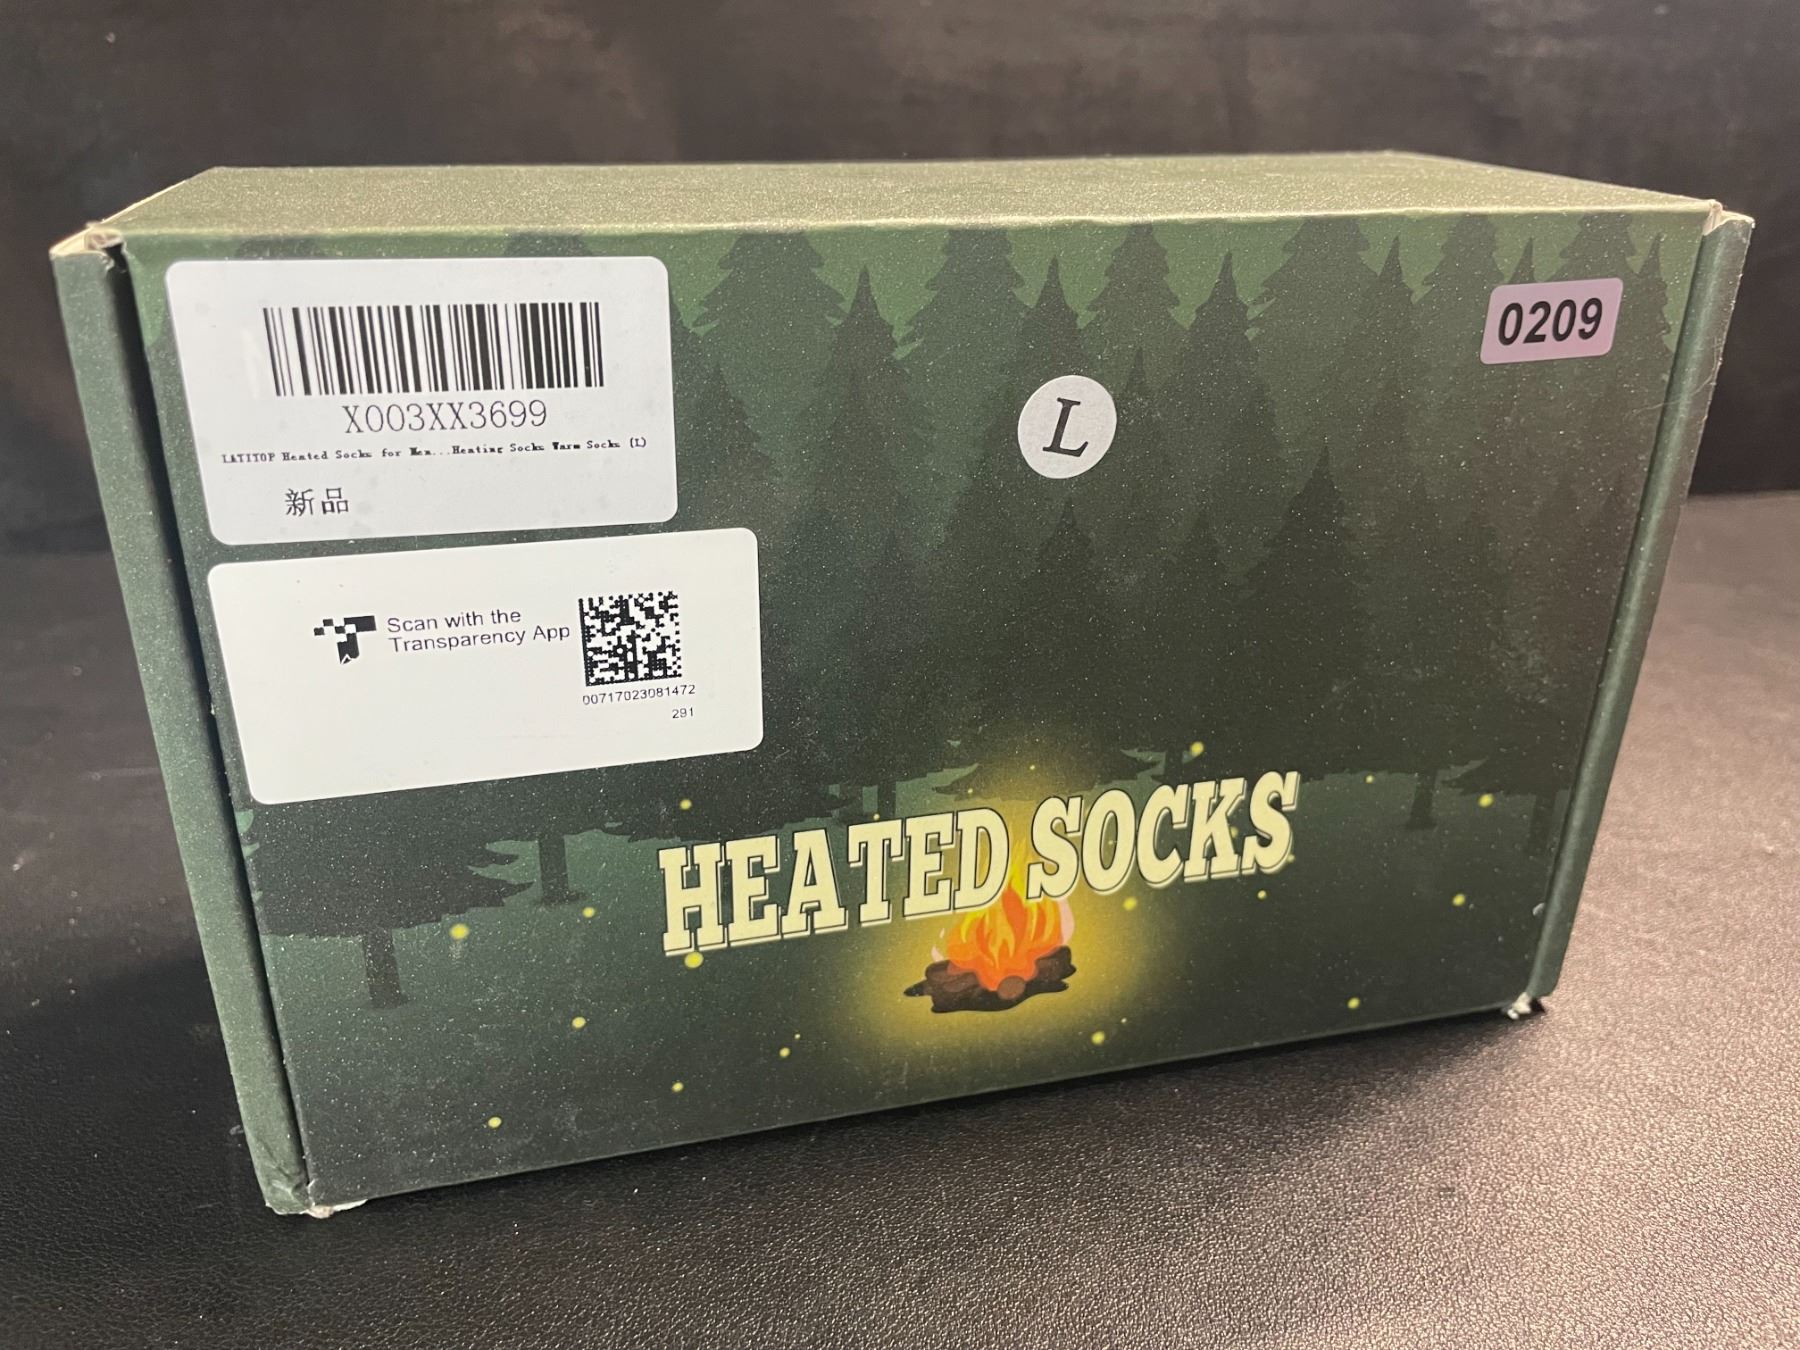 X003XX3699
LATITOP Heated Socks for Men...Heating Socks Warm Socks (L)
新品
Scan with the
Transparency App
00717023081472
291
L
0209
HEATED SOCKS